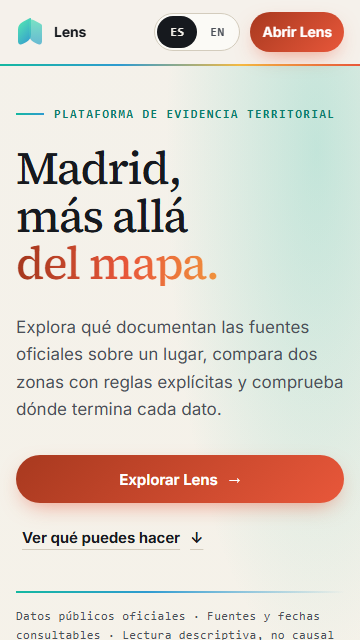 Lens
ES EN
Abrir Lens
PLATAFORMA DE EVIDENCIA TERRITORIAL
Madrid,
más allá
del mapa.
Explora qué documentan las fuentes
oficiales sobre un lugar, compara dos
zonas con reglas explícitas y comprueba
dónde termina cada dato.
Explorar Lens →
Ver qué puedes hacer ↓
Datos públicos oficiales · Fuentes y fechas
consultables · Lectura descriptiva, no causal